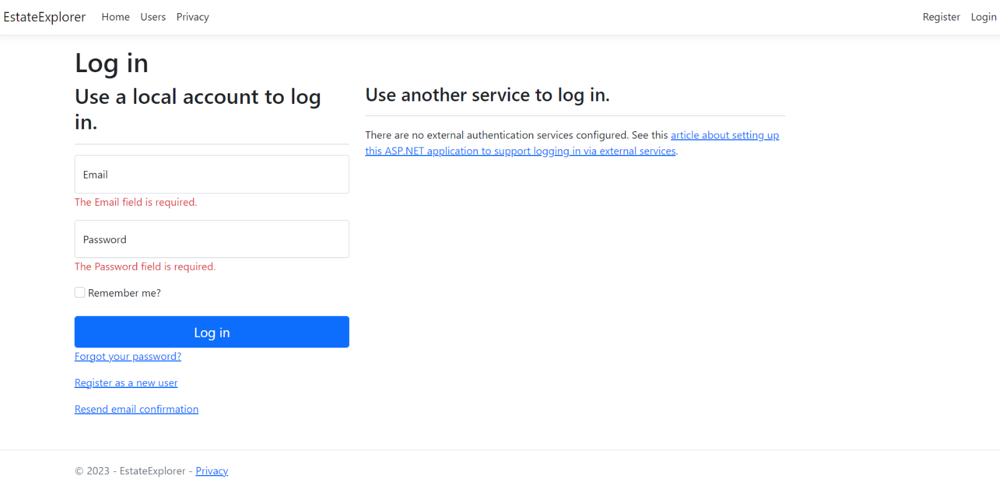 EstateExplorer Home Users Privacy Register Login
Log in
Use a local account to log
in.
Email
The Email field is required.
Password
The Password field is required.
Remember me?
Log in
Forgot your password?
Register as a new user
Resend email confirmation
Use another service to log in.
There are no external authentication services configured. See this article about setting up
this ASP.NET application to support logging in via external services.
© 2023 - EstateExplorer - Privacy